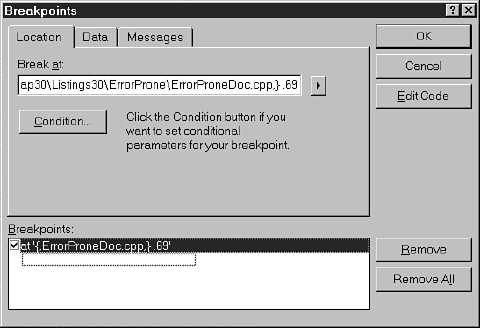 Breakpoints
Location Data Messages
Break at:
ap30\Listings30\ErrorProne\ErrorProneDoc.cpp,}.69
Condition...
Click the Condition button if you
want to set conditional
parameters for your breakpoint.
OK
Cancel
Edit Code
Breakpoints:
at '{,ErrorProneDoc.cpp,}.69'
Remove
Remove All